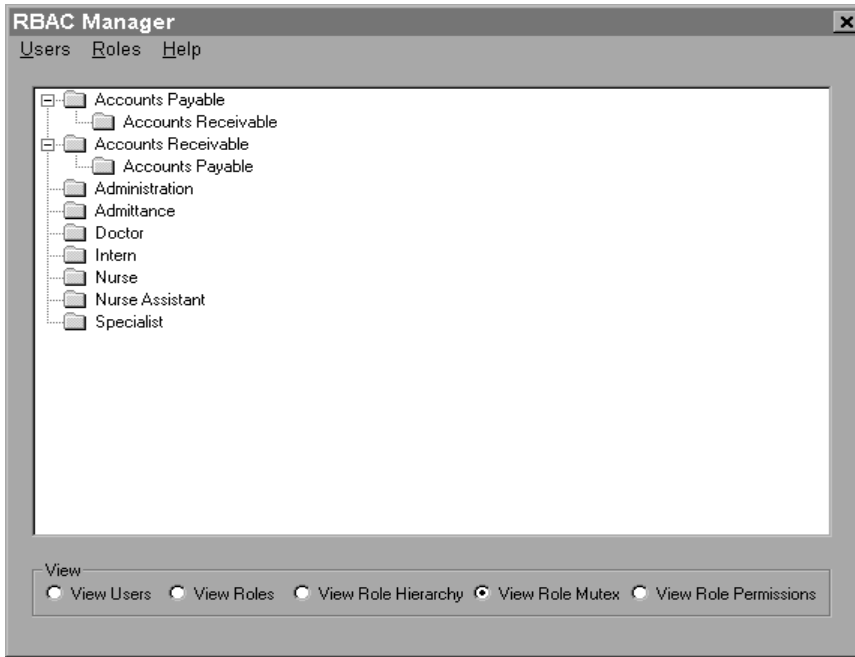 RBAC Manager
Users Roles Help
Accounts Payable
Accounts Receivable
Accounts Receivable
Accounts Payable
Administration
Admittance
Doctor
Intern
Nurse
Nurse Assistant
Specialist
View
View Users View Roles View Role Hierarchy View Role Mutex View Role Permissions